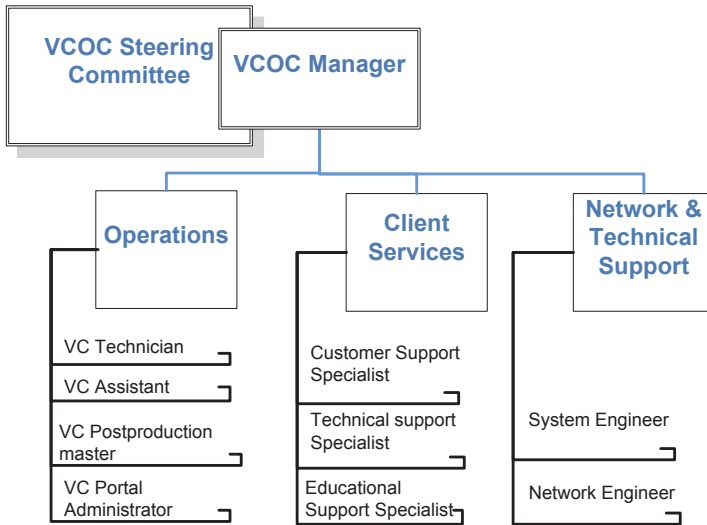 VCOC Steering
Committee
VCOC Manager
Operations
Client
Services
Network &
Technical
Support
VC Technician
VC Assistant
VC Postproduction
master
VC Portal
Administrator
Customer Support
Specialist
Technical support
Specialist
Educational
Support Specialist
System Engineer
Network Engineer